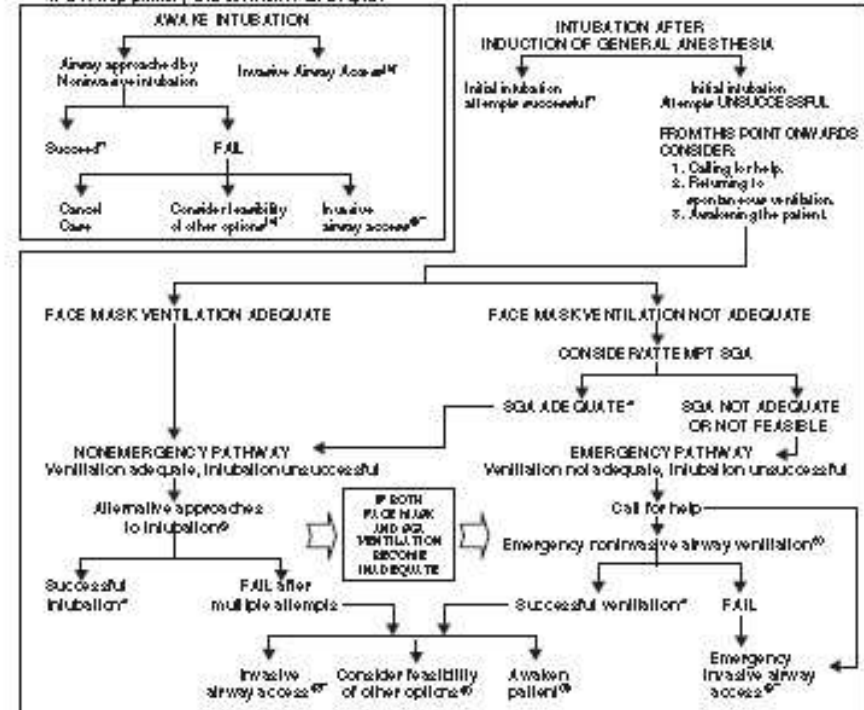 AWAKE INTUBATION
Airway approached by
Noninvasive intubation
Invasive Airway Access
Succeed
FAIL
Cancel
Case
Consider feasibility
of other options
Invasive
airway access
INTUBATION AFTER
INDUCTION OF GENERAL ANESTHESIA
Initial intubation
successful
Initial intubation
UNSUCCESSFUL
FROM THIS POINT ONWARDS
CONSIDER:
1. Calling for help.
2. Returning to
spontaneous ventilation.
3. Awakening the patient.
FACE MASK VENTILATION ADEQUATE
FACE MASK VENTILATION NOT ADEQUATE
CONSIDER/ATTEMPT SGA
SGA ADEQUATE
SGA NOT ADEQUATE
OR NOT FEASIBLE
NONEMERGENCY PATHWAY
Ventilation adequate, Intubation unsuccessful
EMERGENCY PATHWAY
Ventilation not adequate, Intubation unsuccessful
Alternative approaches
to intubation
IF BOTH
FACE MASK
AND SGA
VENTILATION
BECOME
INADEQUATE
Call for help
Emergency noninvasive airway ventilation
Successful
Intubation
FAIL after
multiple attempts
Successful ventilation
FAIL
Invasive
airway access
Consider feasibility
of other options
Awaken
patient
Emergency
invasive airway
access